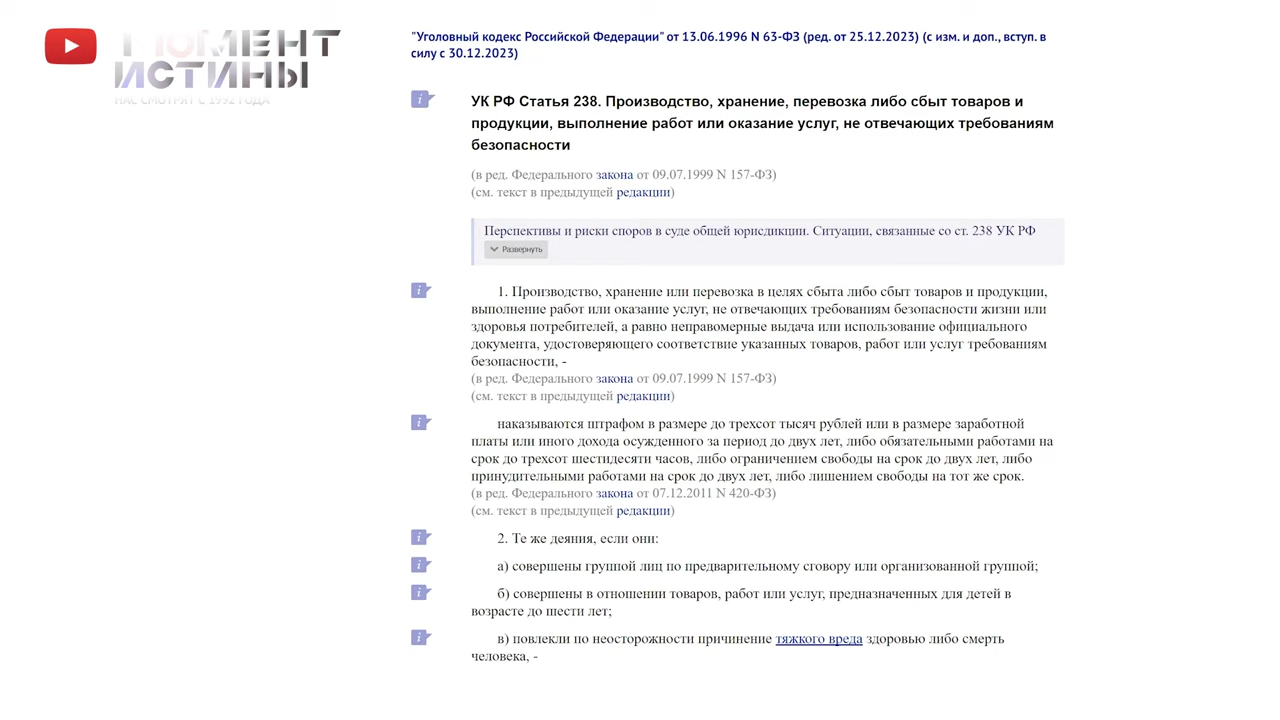 МОМЕНТ
ИСТИНЫ
НАС СМОТРЯТ С 1992 ГОДА
"Уголовный кодекс Российской Федерации" от 13.06.1996 N 63-ФЗ (ред. от 25.12.2023) (с изм. и доп., вступ. в
силу с 30.12.2023)
УК РФ Статья 238. Производство, хранение, перевозка либо сбыт товаров и
продукции, выполнение работ или оказание услуг, не отвечающих требованиям
безопасности
(в ред. Федерального закона от 09.07.1999 N 157-ФЗ)
(см. текст в предыдущей редакции)
Перспективы и риски споров в суде общей юрисдикции. Ситуации, связанные со ст. 238 УК РФ
Развернуть
1. Производство, хранение или перевозка в целях сбыта либо сбыт товаров и продукции,
выполнение работ или оказание услуг, не отвечающих требованиям безопасности жизни или
здоровья потребителей, а равно неправомерные выдача или использование официального
документа, удостоверяющего соответствие указанных товаров, работ или услуг требованиям
безопасности, -
(в ред. Федерального закона от 09.07.1999 N 157-ФЗ)
(см. текст в предыдущей редакции)
наказываются штрафом в размере до трехсот тысяч рублей или в размере заработной
платы или иного дохода осужденного за период до двух лет, либо обязательными работами на
срок до трехсот шестидесяти часов, либо ограничением свободы на срок до двух лет, либо
принудительными работами на срок до двух лет, либо лишением свободы на тот же срок.
(в ред. Федерального закона от 07.12.2011 N 420-ФЗ)
(см. текст в предыдущей редакции)
2. Те же деяния, если они:
а) совершены группой лиц по предварительному сговору или организованной группой;
б) совершены в отношении товаров, работ или услуг, предназначенных для детей в
возрасте до шести лет;
в) повлекли по неосторожности причинение тяжкого вреда здоровью либо смерть
человека, -